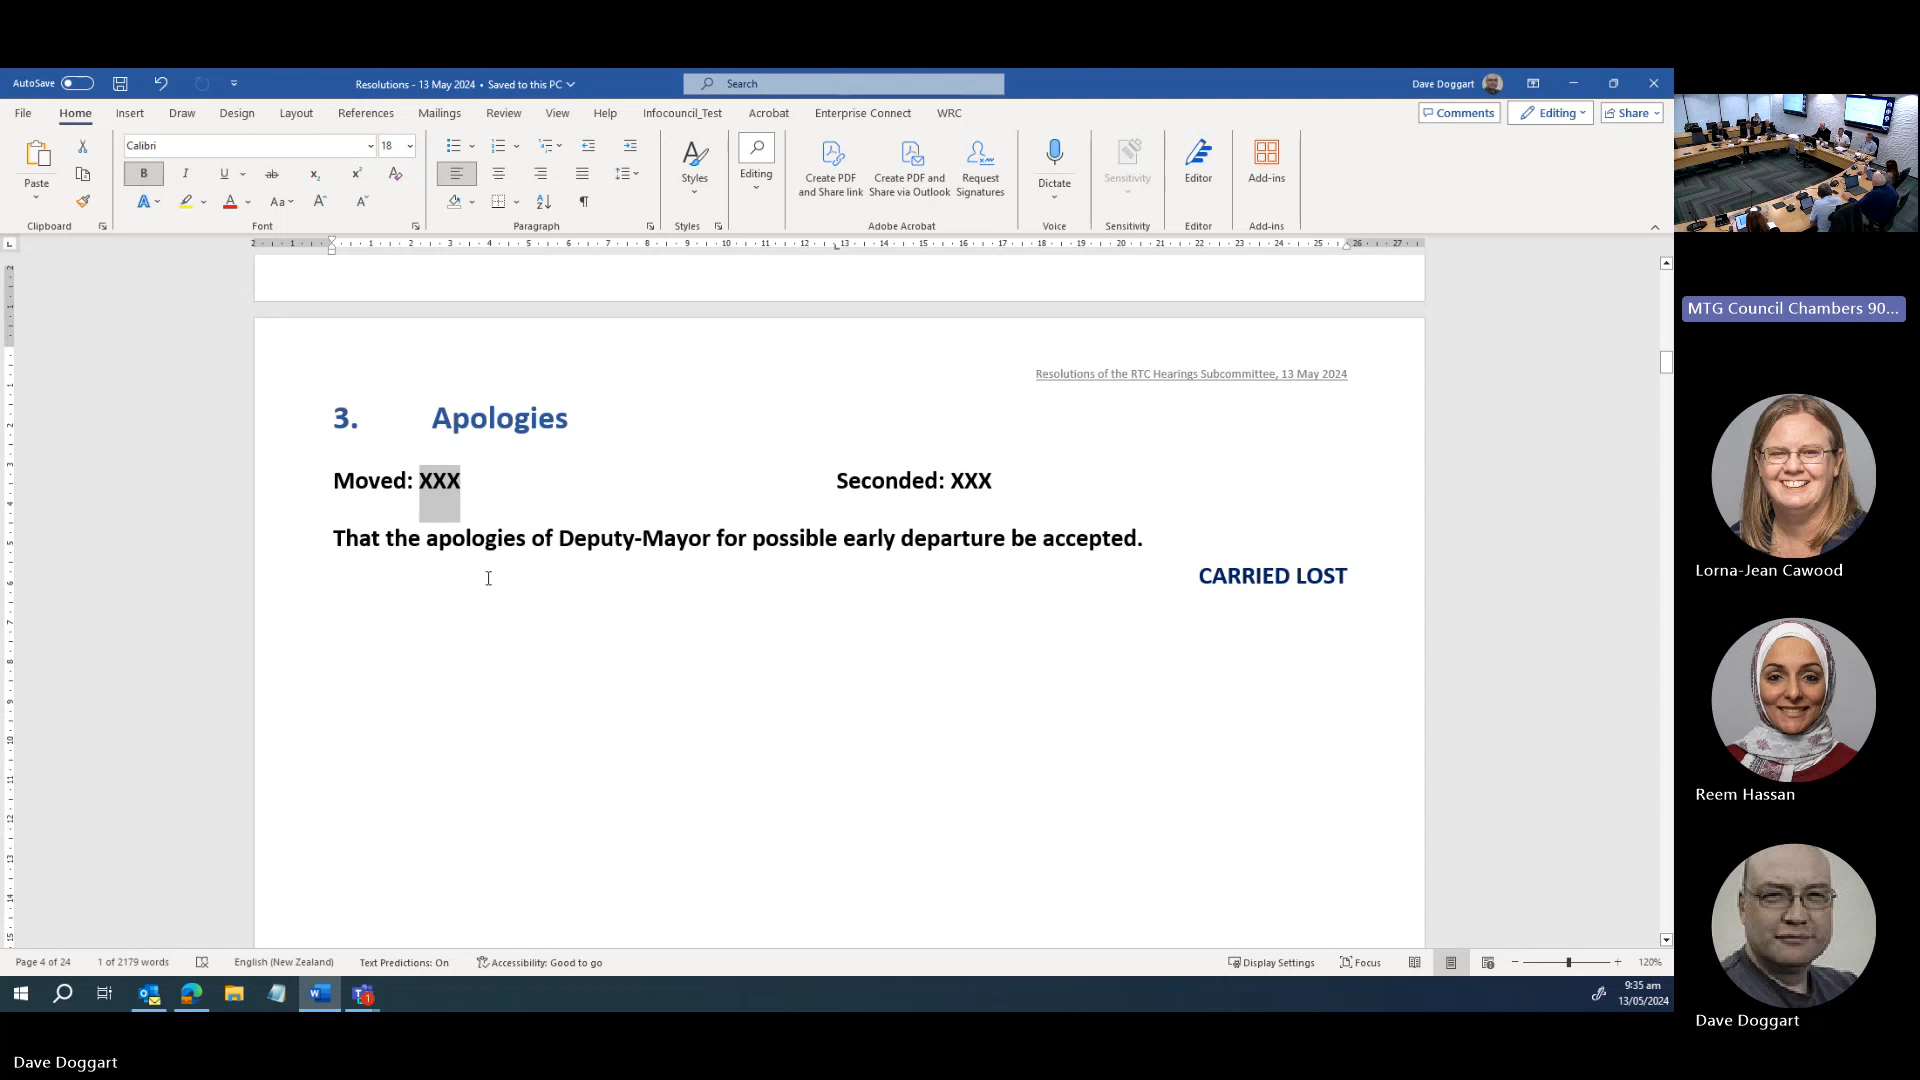 AutoSave
Resolutions - 13 May 2024 • Saved to this PC
Search
Dave Doggart
File
Home
Insert
Draw
Design
Layout
References
Mailings
Review
View
Help
Infocouncil_Test
Acrobat
Enterprise Connect
WRC
Comments
Editing
Share
Calibri
18
Paste
Styles
Editing
Create PDF
and Share link
Create PDF and
Share via Outlook
Request
Signatures
Dictate
Sensitivity
Editor
Add-ins
Clipboard
Font
Paragraph
Styles
Adobe Acrobat
Voice
Sensitivity
Editor
Add-ins
Resolutions of the RTC Hearings Subcommittee, 13 May 2024
3. Apologies
Moved: XXX
Seconded: XXX
That the apologies of Deputy-Mayor for possible early departure be accepted.
CARRIED LOST
Page 4 of 24
1 of 2179 words
English (New Zealand)
Text Predictions: On
Accessibility: Good to go
Display Settings
Focus
120%
9:35 am
13/05/2024
MTG Council Chambers 90...
Lorna-Jean Cawood
Reem Hassan
Dave Doggart
Dave Doggart